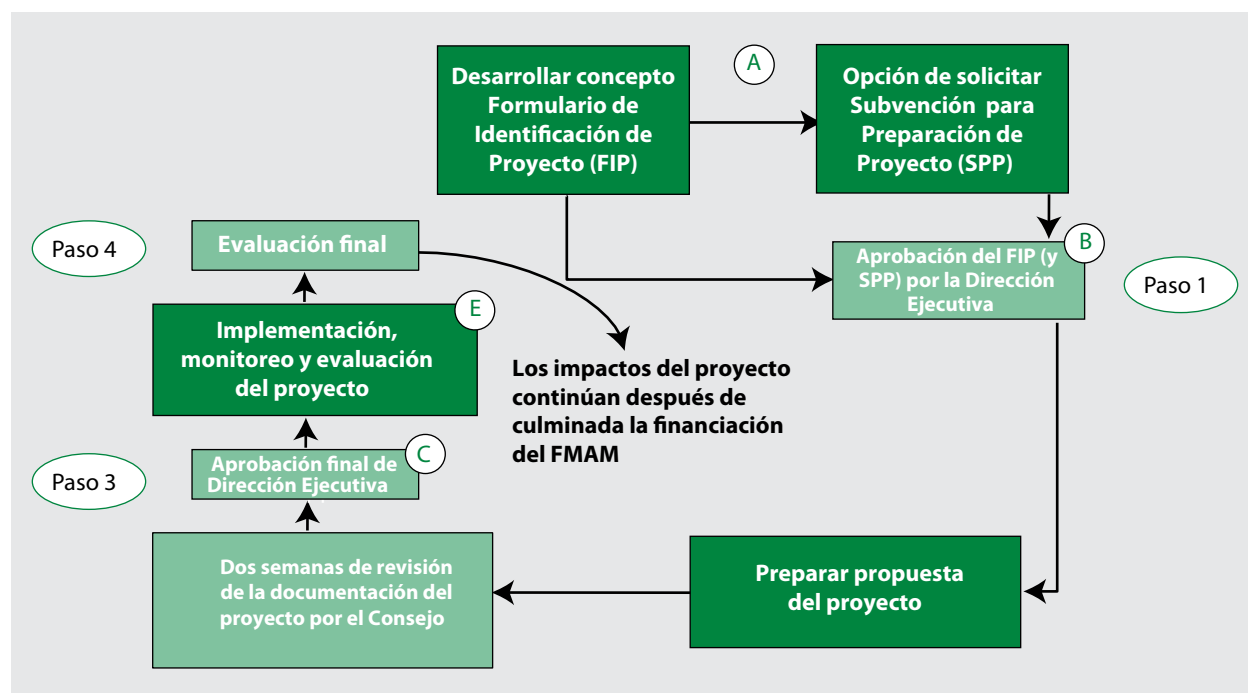 Desarrollar concepto
Formulario de
Identificación de
Proyecto (FIP)
A
Opción de solicitar
Subvención para
Preparación de
Proyecto (SPP)
B
Aprobación del FIP (y
SPP) por la Dirección
Ejecutiva
Paso 1
Paso 4
Evaluación final
E
Implementación,
monitoreo y evaluación
del proyecto
Los impactos del proyecto
continúan después de
culminada la financiación
del FMAM
Paso 3
C
Aprobación final de
Dirección Ejecutiva
Dos semanas de revisión
de la documentación del
proyecto por el Consejo
Preparar propuesta
del proyecto